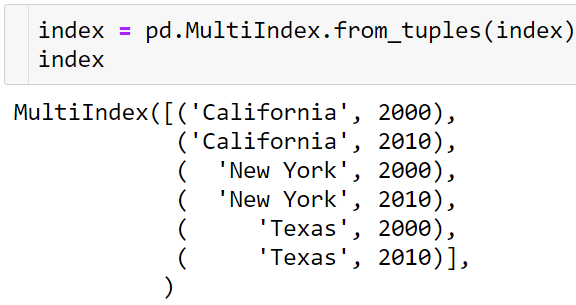 index = pd.MultiIndex.from_tuples(index)
index
MultiIndex([('California', 2000),
            ('California', 2010),
            (  'New York', 2000),
            (  'New York', 2010),
            (     'Texas', 2000),
            (     'Texas', 2010)],
           )